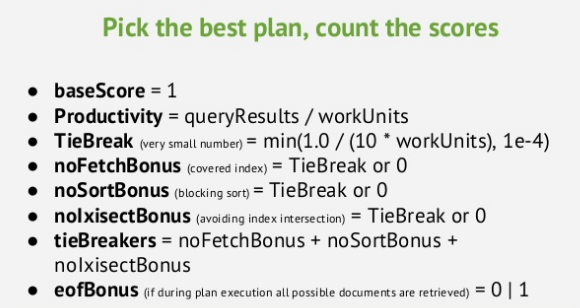 Pick the best plan, count the scores
● baseScore = 1
● Productivity = queryResults / workUnits
● TieBreak (very small number) = min(1.0 / (10 * workUnits), 1e-4)
● noFetchBonus (covered index) = TieBreak or 0
● noSortBonus (blocking sort) = TieBreak or 0
● noIxisectBonus (avoiding index intersection) = TieBreak or 0
● tieBreakers = noFetchBonus + noSortBonus +
noIxisectBonus
● eofBonus (if during plan execution all possible documents are retrieved) = 0 | 1